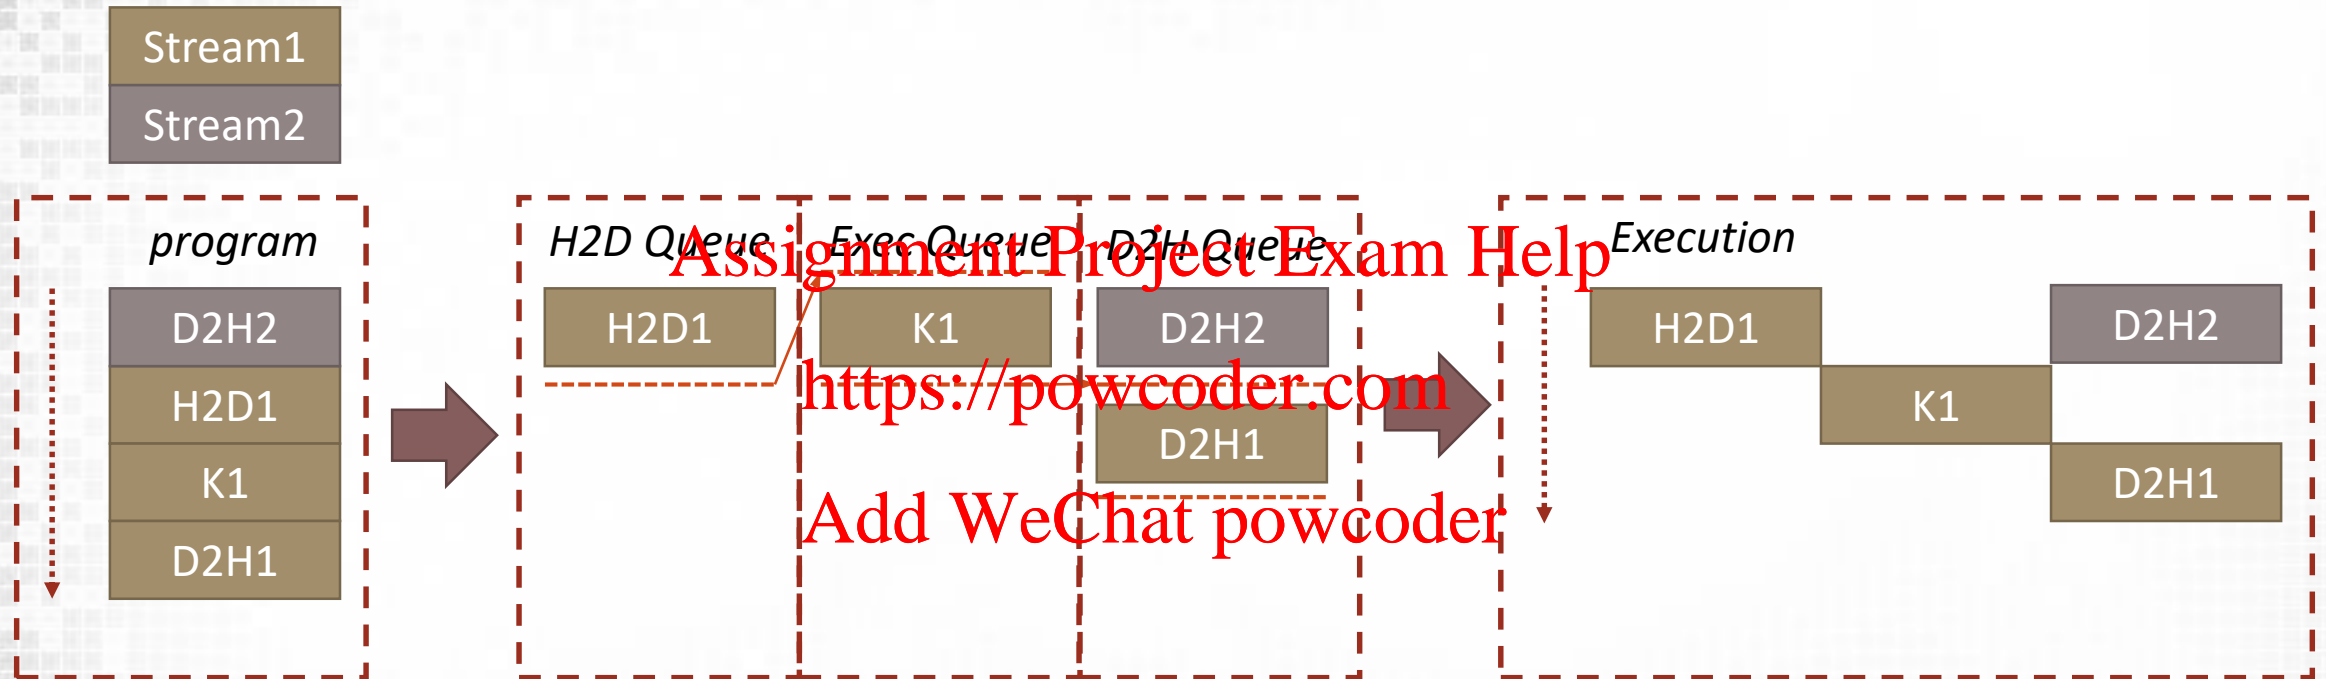 Stream1
Stream2
program
D2H2
H2D1
K1
D2H1
H2D Queue
Exec Queue
D2H Queue
H2D1
K1
D2H2
D2H1
Assignment Project Exam Help
https://powcoder.com
Add WeChat powcoder
Execution
H2D1
D2H2
K1
D2H1